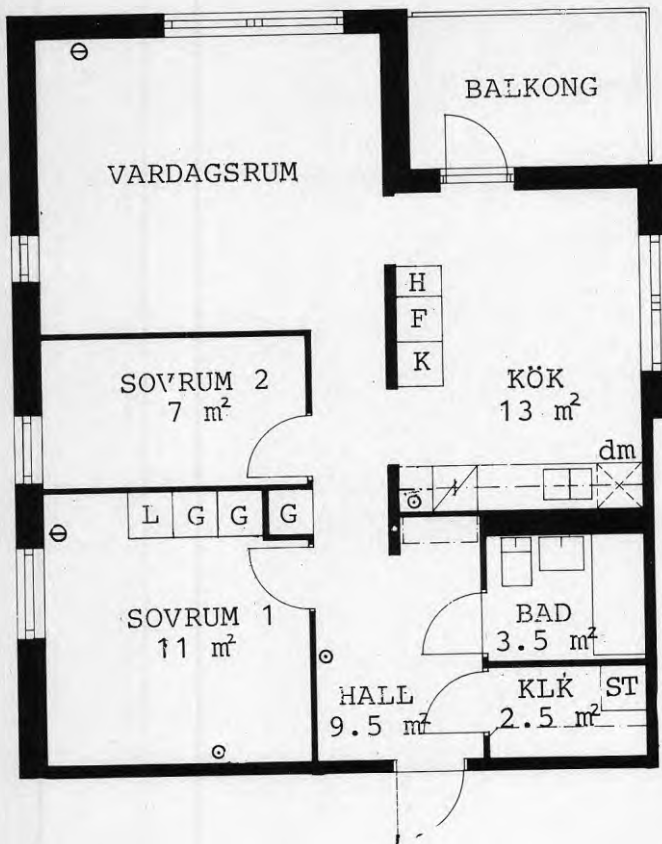 BALKONG
VARDAGSRUM
H
F
K
SOVRUM 2
7 m²
KÖK
13 m²
dm
L G G G
SOVRUM 1
11 m²
BAD
3.5 m²
HALL
9.5 m²
KLK
2.5 m²
ST